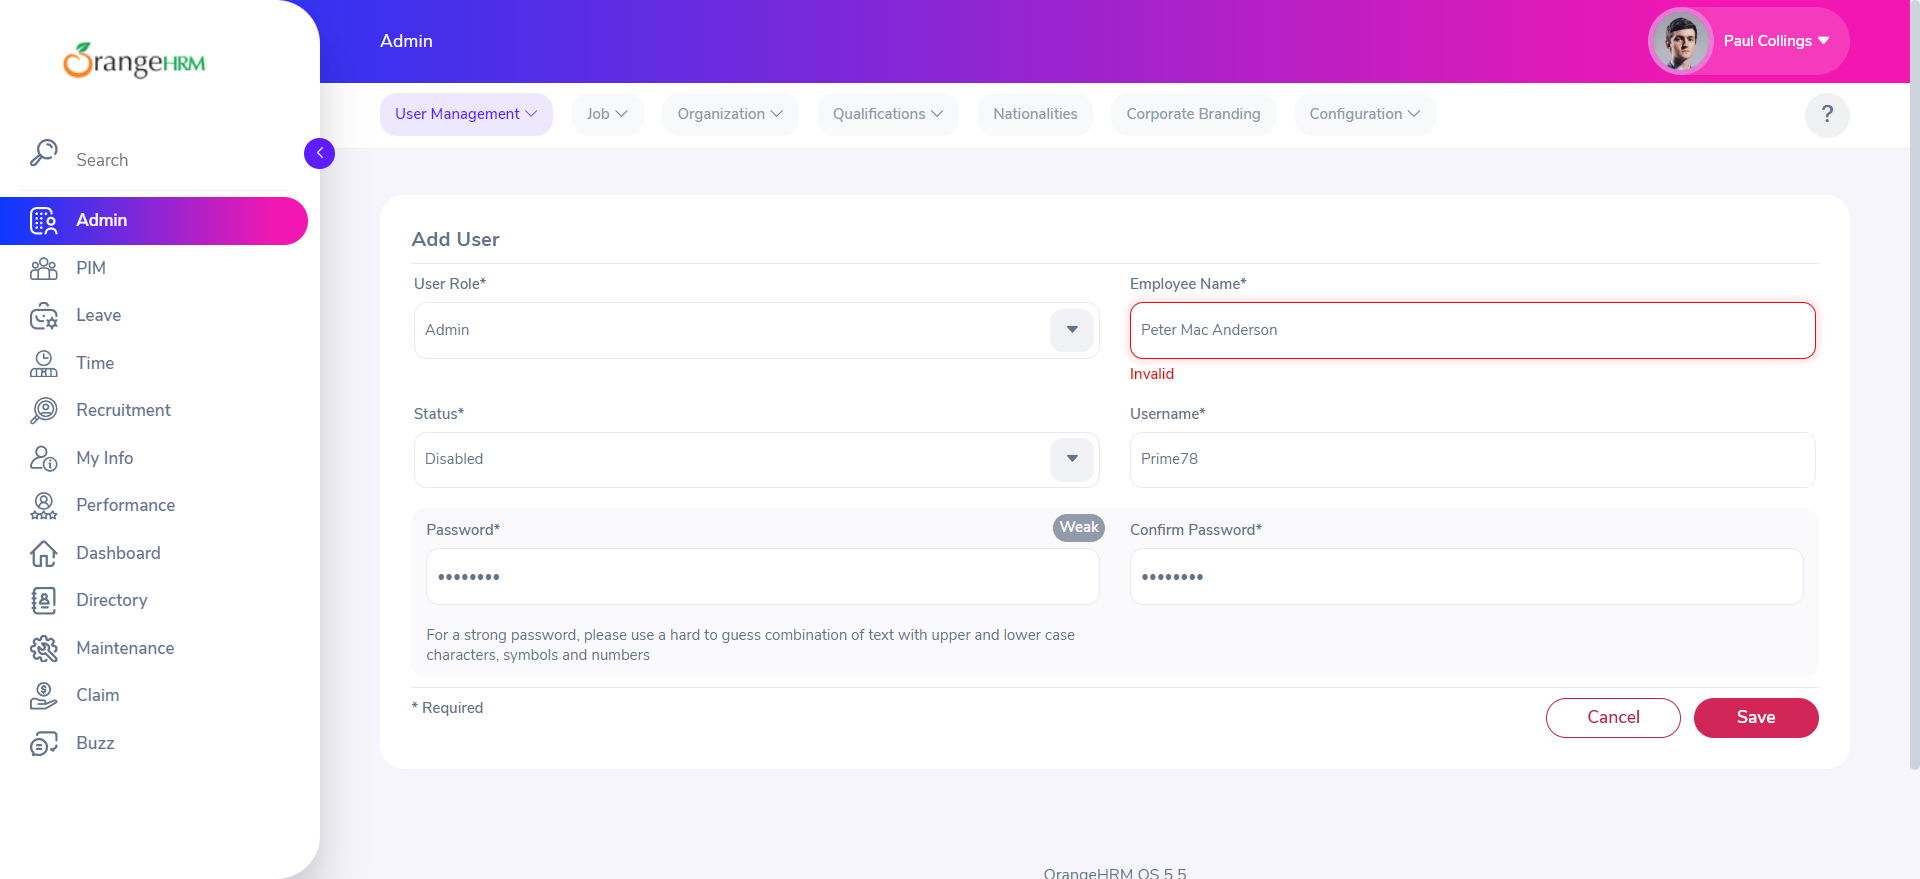 OrangeHRM
Search
Admin
PIM
Leave
Time
Recruitment
My Info
Performance
Dashboard
Directory
Maintenance
Claim
Buzz
Admin
Paul Collings
User Management
Job
Organization
Qualifications
Nationalities
Corporate Branding
Configuration
?
Add User
User Role*
Admin
Employee Name*
Peter Mac Anderson
Invalid
Status*
Disabled
Username*
Prime78
Password*
Weak
••••••••
Confirm Password*
••••••••
For a strong password, please use a hard to guess combination of text with upper and lower case
characters, symbols and numbers
* Required
Cancel
Save
OrangeHRM OS 5.5